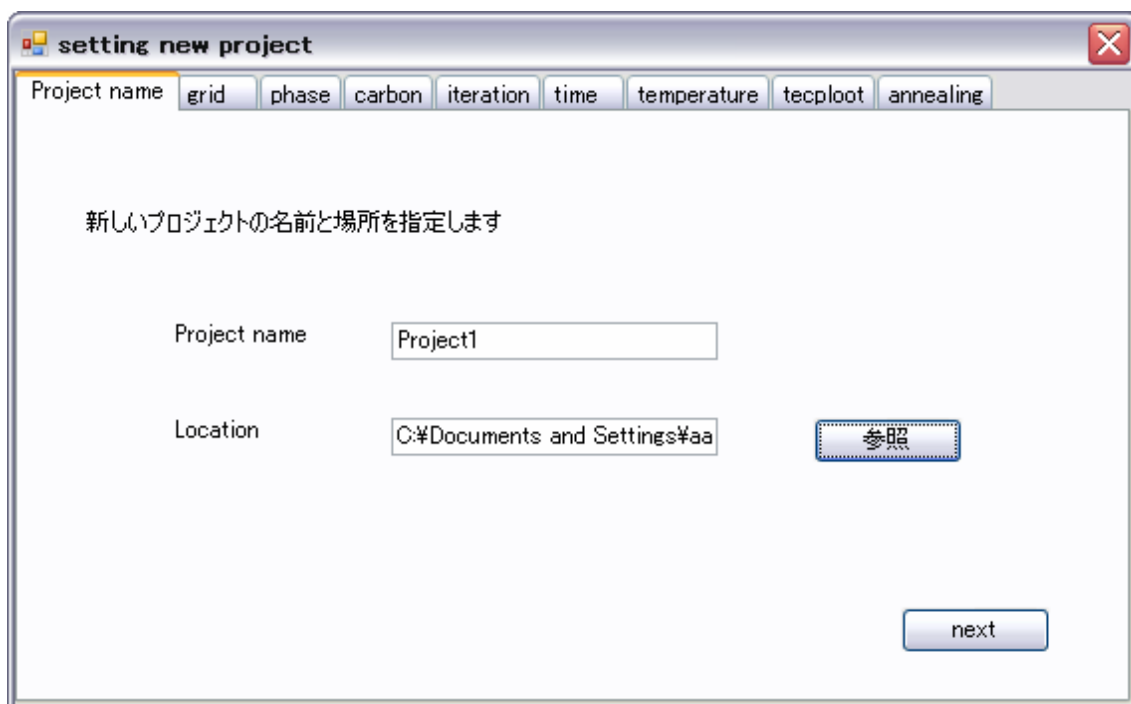 setting new project
Project name grid phase carbon iteration time temperature tecploot annealing
新しいプロジェクトの名前と場所を指定します
Project name Project1
Location C:¥Documents and Settings¥aa 参照
next